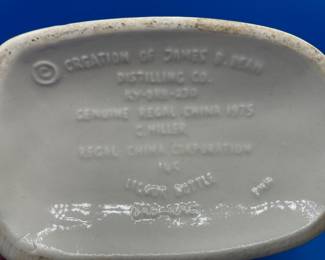 © CREATION OF JAMES B. BEAM
DISTILLING CO.
GENUINE REGAL CHINA 1975
C. MILLER
REGAL CHINA CORPORATION
LIQUOR BOTTLE